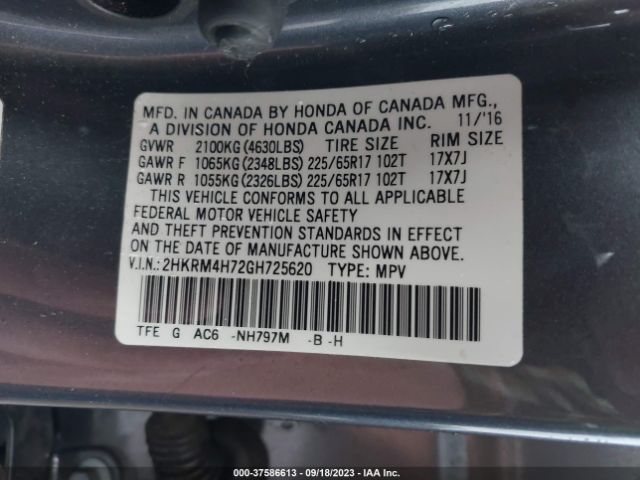 MFD. IN CANADA BY HONDA OF CANADA MFG.,
A DIVISION OF HONDA CANADA INC. 11/'16
GVWR 2100KG (4630LBS) TIRE SIZE RIM SIZE
GAWR F 1065KG (2348LBS) 225/65R17 102T 17X7J
GAWR R 1055KG (2326LBS) 225/65R17 102T 17X7J
THIS VEHICLE CONFORMS TO ALL APPLICABLE
FEDERAL MOTOR VEHICLE SAFETY
AND THEFT PREVENTION STANDARDS IN EFFECT
ON THE DATE OF MANUFACTURE SHOWN ABOVE.
V.I.N.: 2HKRM4H72GH725620 TYPE: MPV
TFE G AC6 -NH797M -B -H
000-37586613 - 09/18/2023 - IAA Inc.